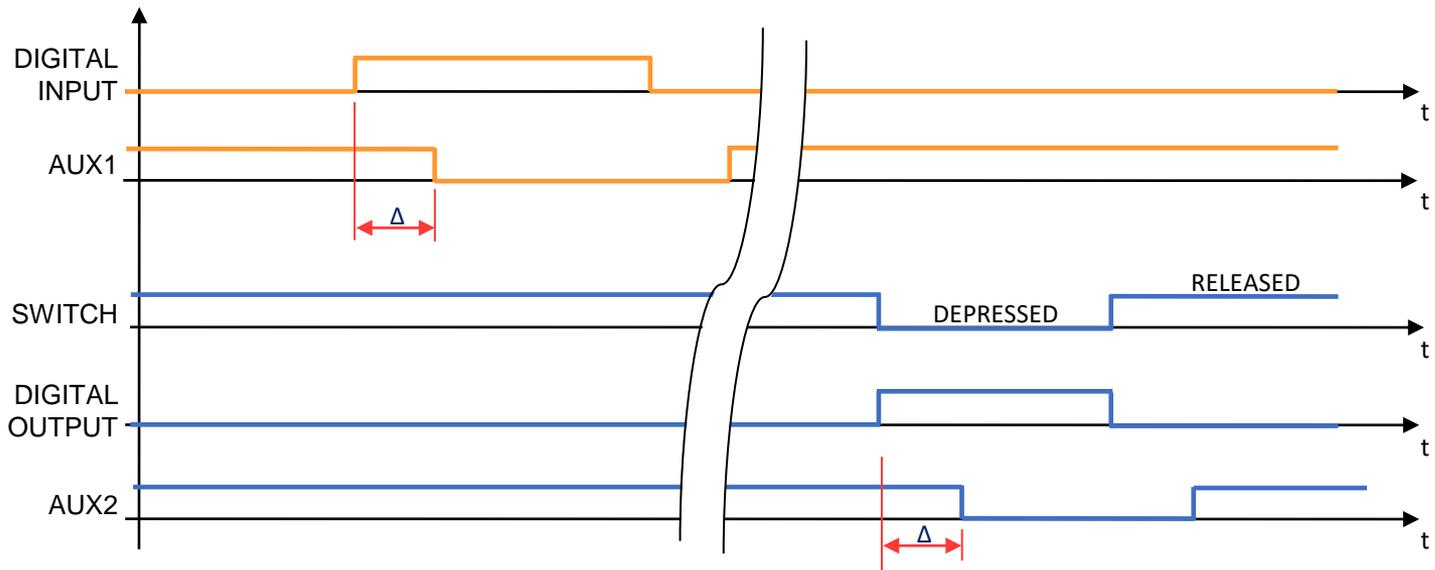 DIGITAL
INPUT
t
AUX1
t
Δ
RELEASED
SWITCH
DEPRESSED
t
DIGITAL
OUTPUT
t
AUX2
Δ
t